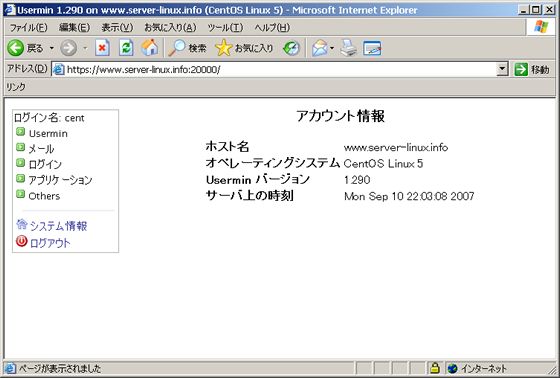 Usermin 1.290 on www.server-linux.info (CentOS Linux 5) - Microsoft Internet Explorer
ファイル(F) 編集(E) 表示(V) お気に入り(A) ツール(T) ヘルプ(H)
戻る 検索 お気に入り
アドレス(D) https://www.server-linux.info:20000/ 移動
リンク
ログイン名: cent
Usermin
メール
ログイン
アプリケーション
Others
システム情報
ログアウト
アカウント情報
ホスト名 www.server-linux.info
オペレーティングシステム CentOS Linux 5
Usermin バージョン 1.290
サーバ上の時刻 Mon Sep 10 22:03:08 2007
ページが表示されました インターネット